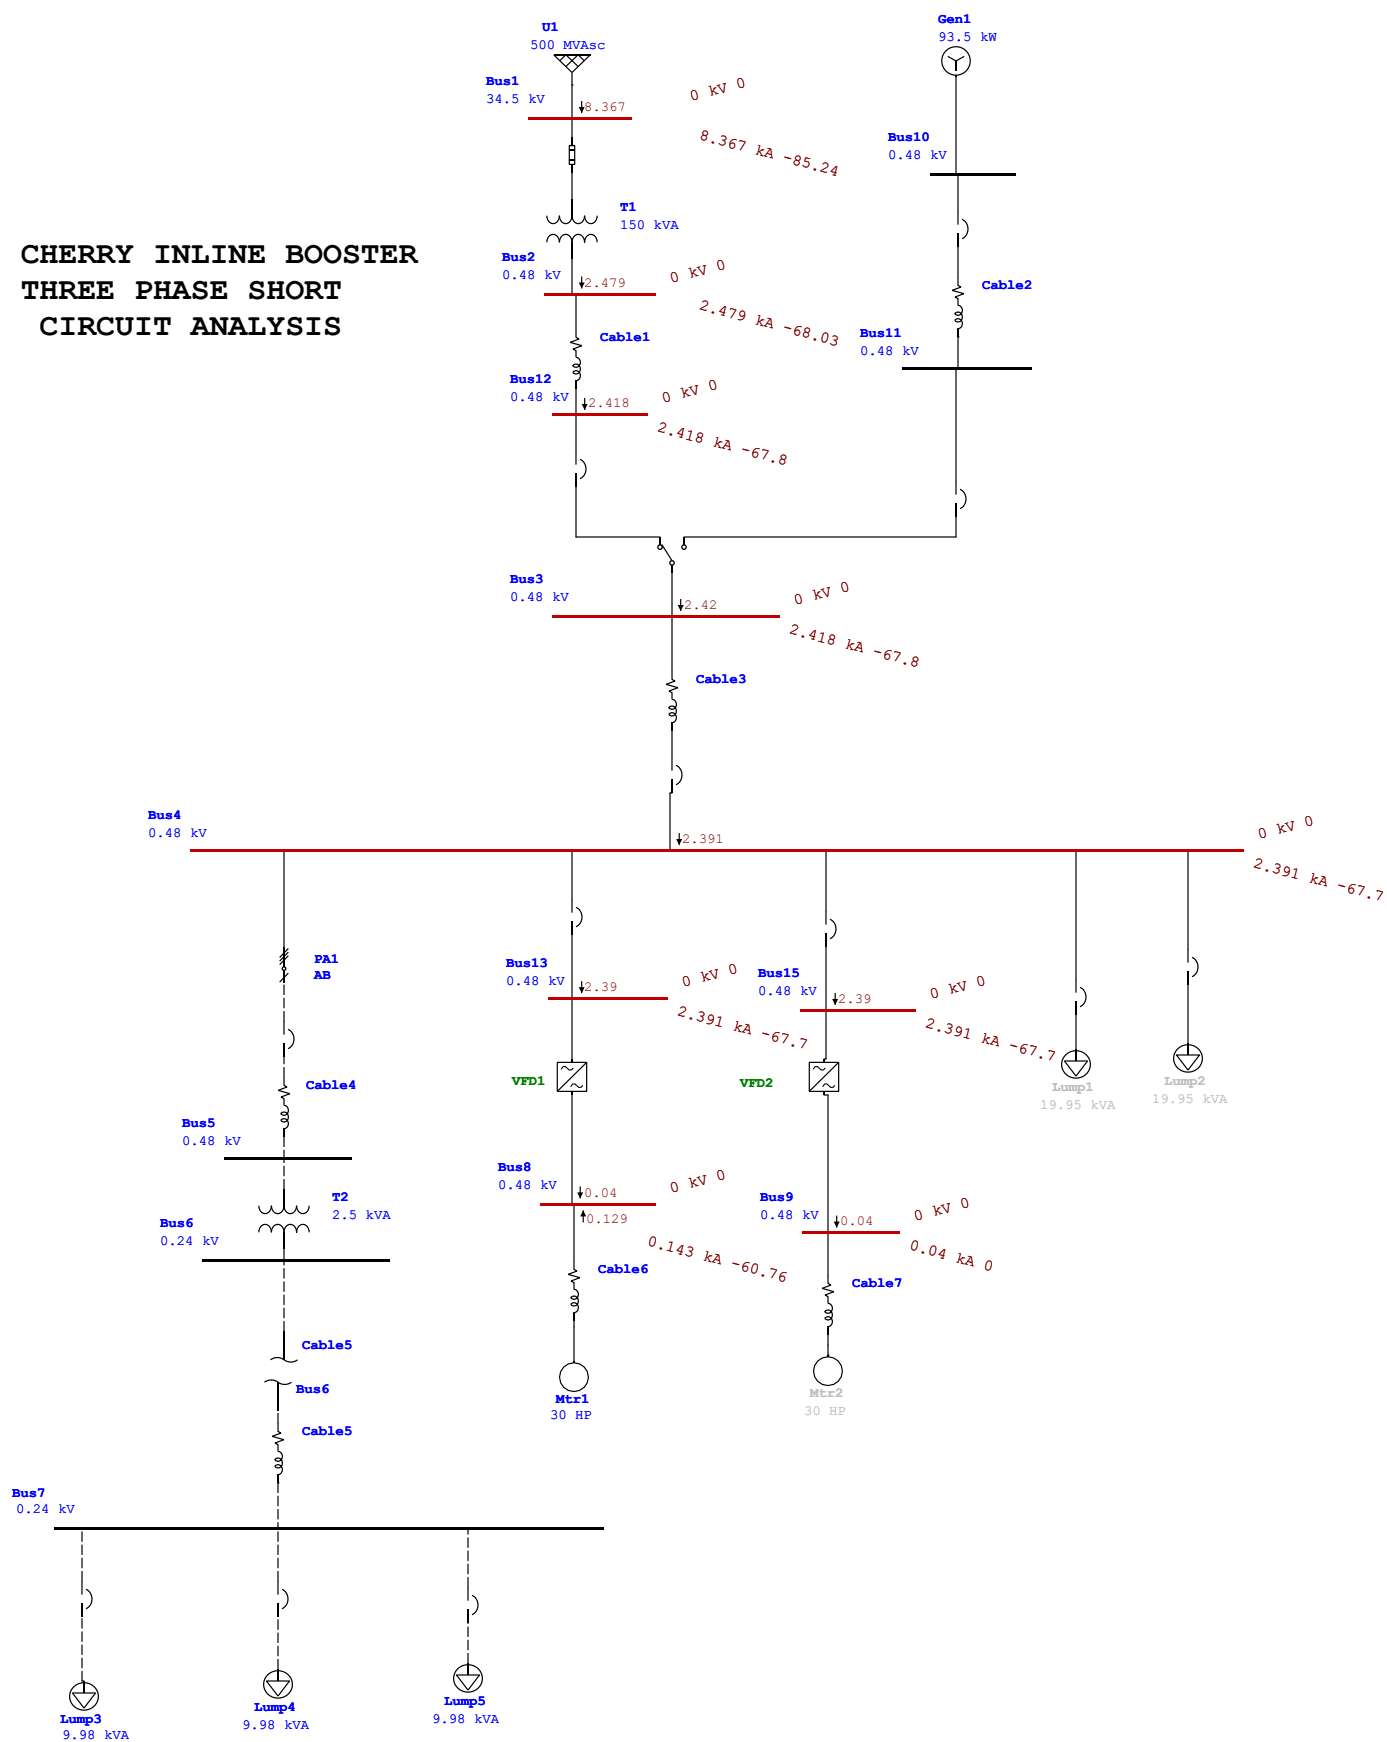 U1
500 MVAsc
Gen1
93.5 kW
Bus1
34.5 kV
8.367
0 kV 0
8.367 kA -85.24
Bus10
0.48 kV
T1
150 kVA
CHERRY INLINE BOOSTER
THREE PHASE SHORT
CIRCUIT ANALYSIS
Bus2
0.48 kV
2.479
0 kV 0
2.479 kA -68.03
Cable2
Cable1
Bus11
0.48 kV
Bus12
0.48 kV
2.418
0 kV 0
2.418 kA -67.8
Bus3
0.48 kV
2.42
0 kV 0
2.418 kA -67.8
Cable3
Bus4
0.48 kV
2.391
0 kV 0
2.391 kA -67.7
PA1
AB
Bus13
0.48 kV
2.39
0 kV 0
2.391 kA -67.7
Bus15
0.48 kV
2.39
0 kV 0
2.391 kA -67.7
Cable4
VFD1
VFD2
Lump1
19.95 kVA
Lump2
19.95 kVA
Bus5
0.48 kV
T2
2.5 kVA
Bus6
0.24 kV
Bus8
0.48 kV
0.04
0.129
0 kV 0
0.143 kA -60.76
Bus9
0.48 kV
0.04
0 kV 0
0.04 kA 0
Cable6
Cable7
Cable5
Bus6
Cable5
Mtr1
30 HP
Mtr2
30 HP
Bus7
0.24 kV
Lump3
9.98 kVA
Lump4
9.98 kVA
Lump5
9.98 kVA